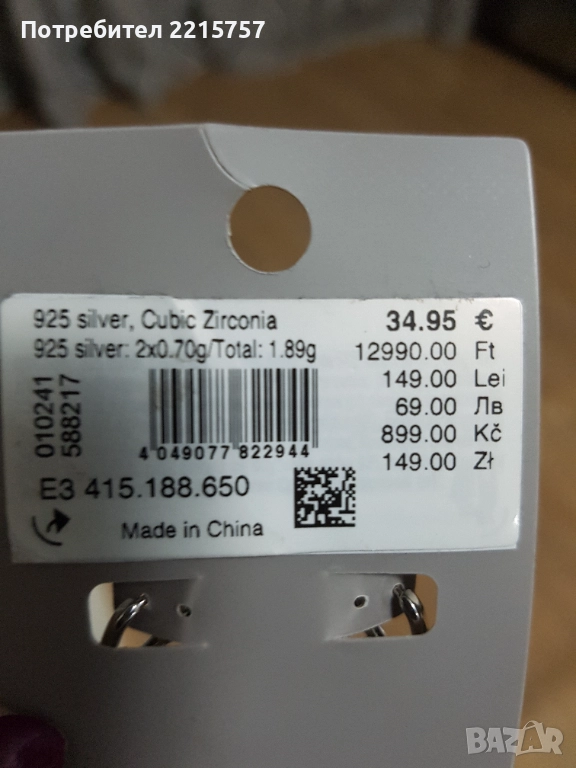 Потребител 2215757
925 silver, Cubic Zirconia 34.95 €
925 silver: 2x0.70g/Total: 1.89g 12990.00 Ft
149.00 Lei
69.00 Лв
899.00 Kč
149.00 Zł
010241
588217
4 049077 822944
E3 415.188.650
Made in China
BAZAR